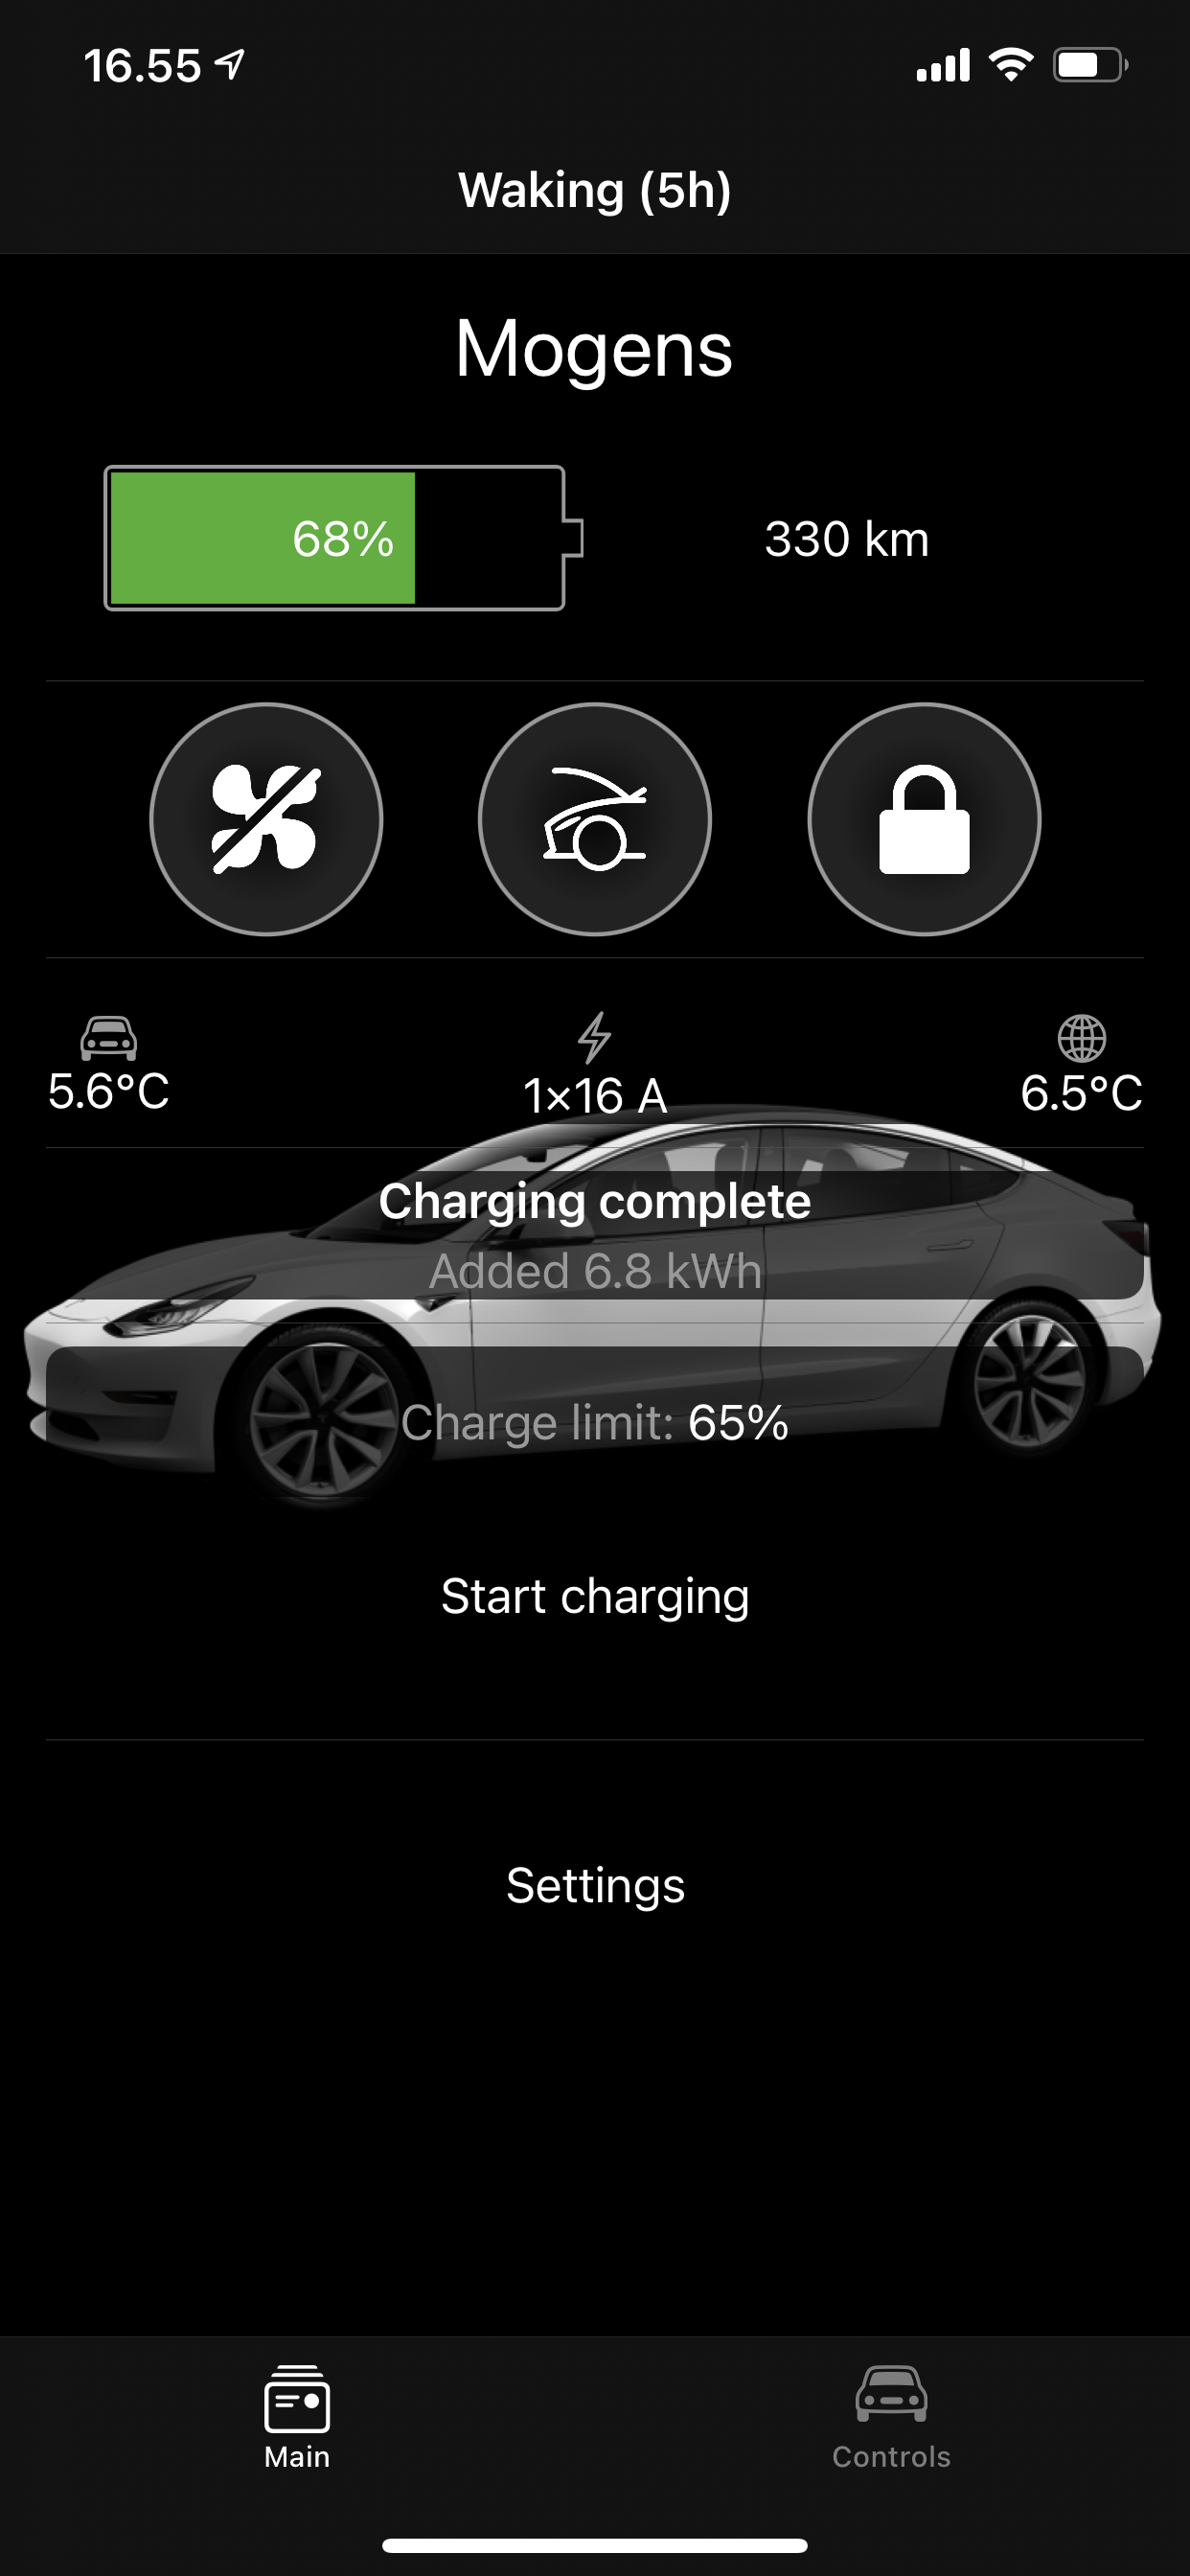 16.55
Waking (5h)
Mogens
68%
330 km
5.6°C
1×16 A
6.5°C
Charging complete
Added 6.8 kWh
Charge limit: 65%
Start charging
Settings
Main
Controls